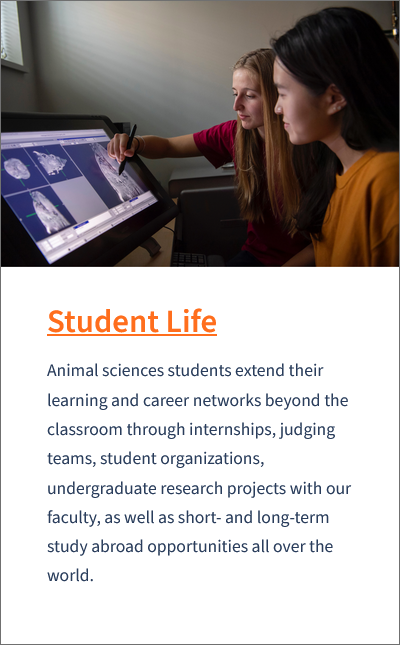 Student Life
Animal sciences students extend their
learning and career networks beyond the
classroom through internships, judging
teams, student organizations,
undergraduate research projects with our
faculty, as well as short- and long-term
study abroad opportunities all over the
world.